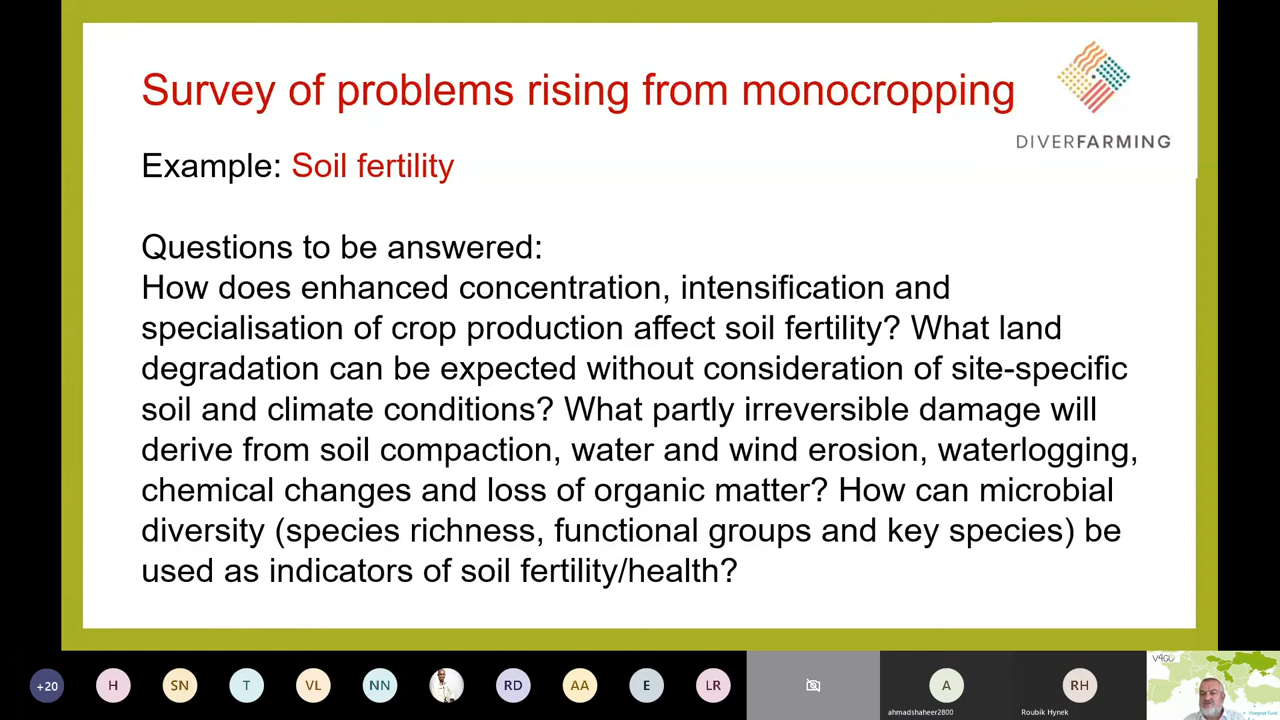 Survey of problems rising from monocropping
DIVERFARMING
Example: Soil fertility
Questions to be answered:
How does enhanced concentration, intensification and
specialisation of crop production affect soil fertility? What land
degradation can be expected without consideration of site-specific
soil and climate conditions? What partly irreversible damage will
derive from soil compaction, water and wind erosion, waterlogging,
chemical changes and loss of organic matter? How can microbial
diversity (species richness, functional groups and key species) be
used as indicators of soil fertility/health?
+20
H
SN
T
VL
NN
RD
AA
E
LR
A
ahmadshaheer2800
RH
Roubík Hynek
Visegrad Fund